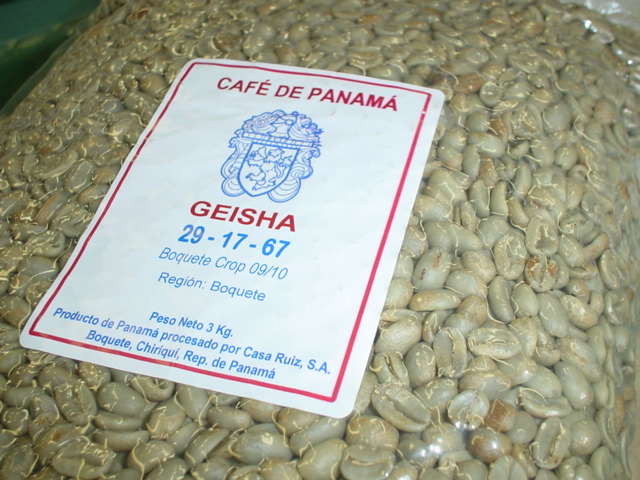 CAFÉ DE PANAMÁ
GEISHA
29 - 17 - 67
Boquete Crop 09/10
Región: Boquete
Peso Neto 3 Kg.
Producto de Panamá procesado por Casa Ruiz, S.A.
Boquete, Chiriquí, Rep. de Panamá